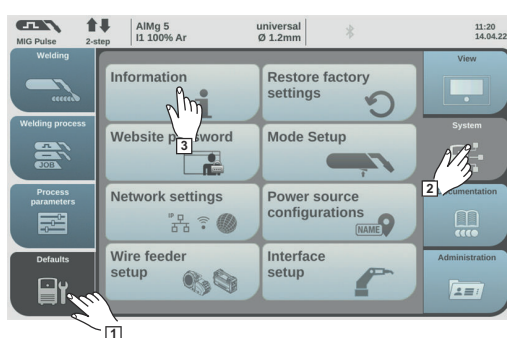 AlMg 5
universal
11:20
MIG Pulse
2-step
I1 100% Ar
Ø 1.2mm
14.04.22
Welding
Welding process
JOB
Process
parameters
Defaults
1
Information
3
Restore factory
settings
Website password
Mode Setup
Network settings
IP
Power source
configurations
NAME
Wire feeder
setup
Interface
setup
View
System
2
Documentation
Administration